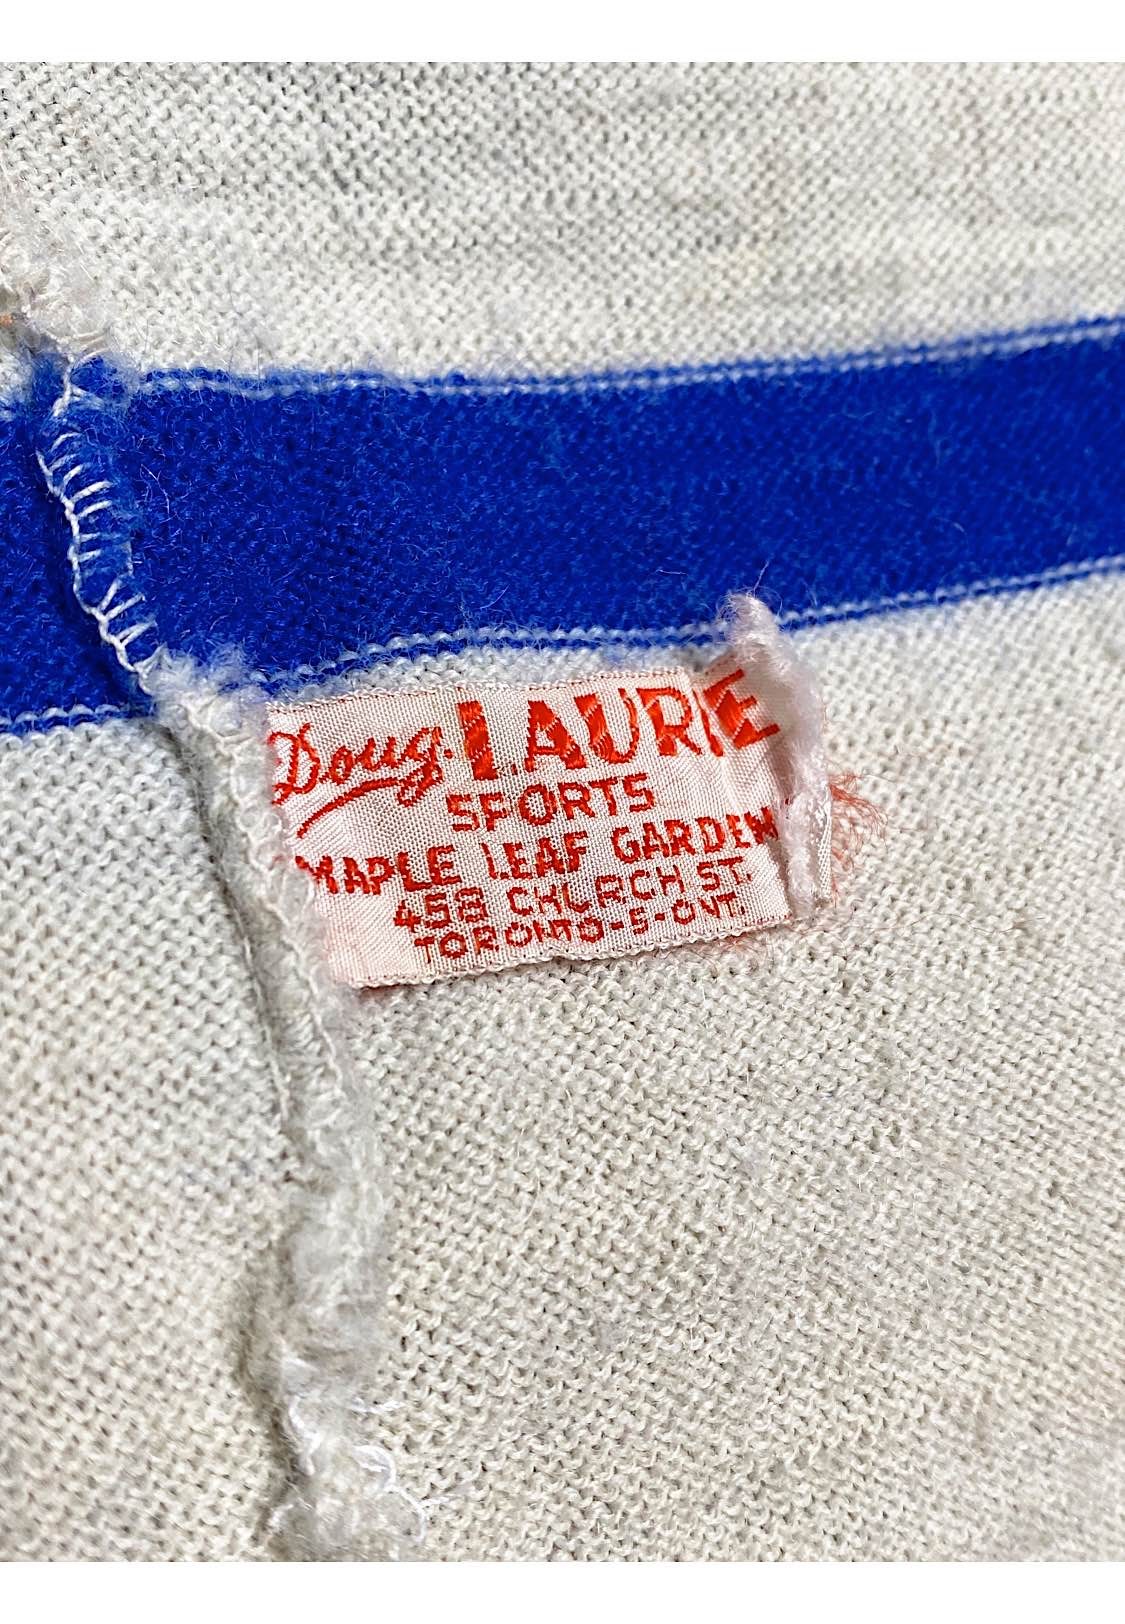 Doug. LAURIE
SPORTS
MAPLE LEAF GARDEN
458 CHURCH ST.
TORONTO-5-ONT.